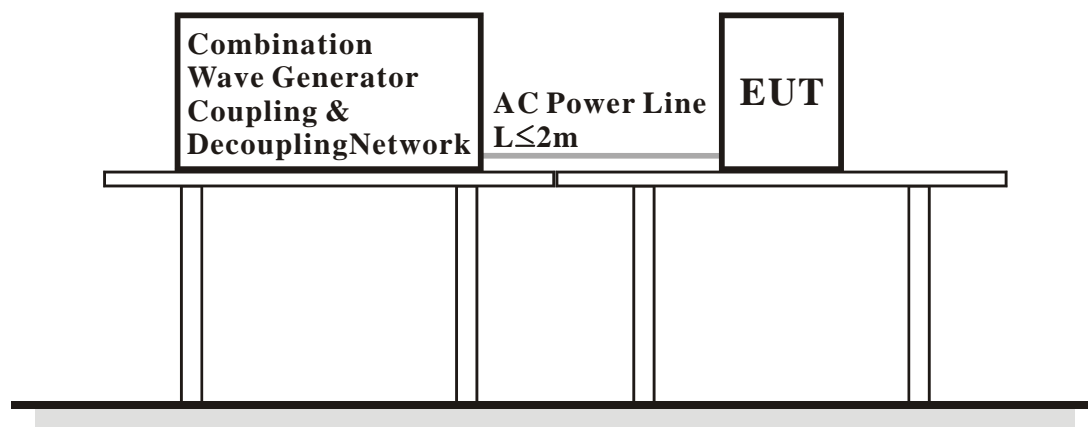 Combination
Wave Generator
Coupling &
DecouplingNetwork
AC Power Line
L≤2m
EUT